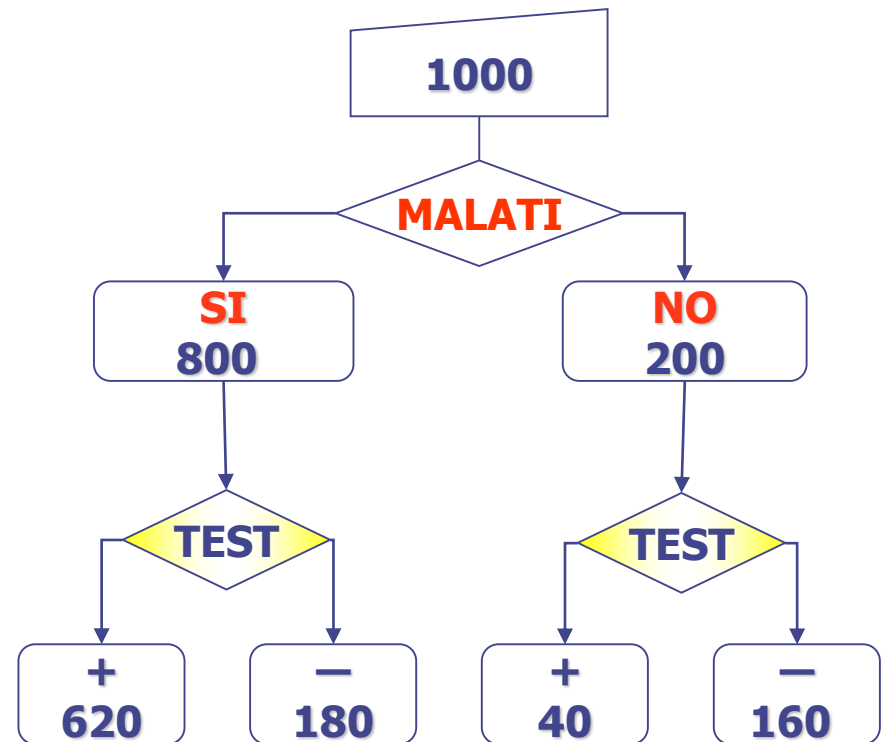 1000
MALATI
SI
800
NO
200
TEST
TEST
+
620
—
180
+
40
—
160